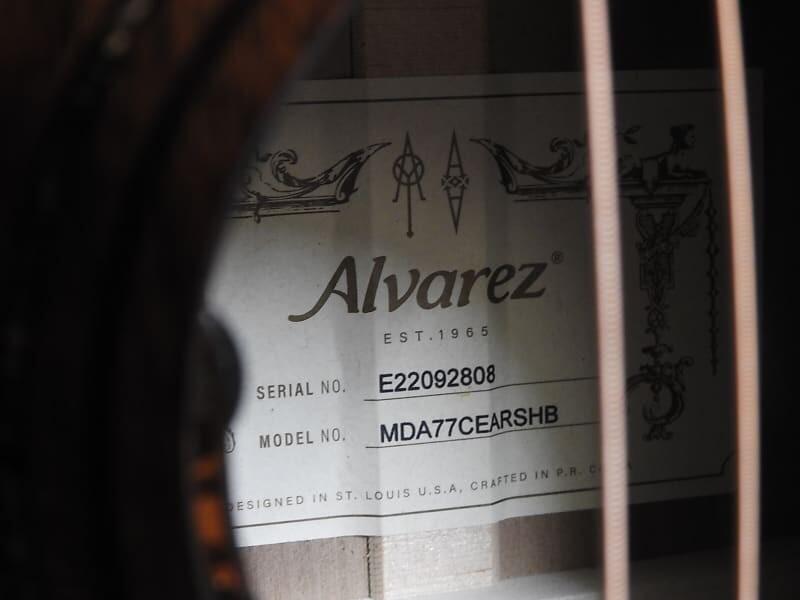 Alvarez®
EST.1965
SERIAL NO. E22092808
MODEL NO. MDA77CEARSHB
DESIGNED IN ST. LOUIS U.S.A, CRAFTED IN P.R.